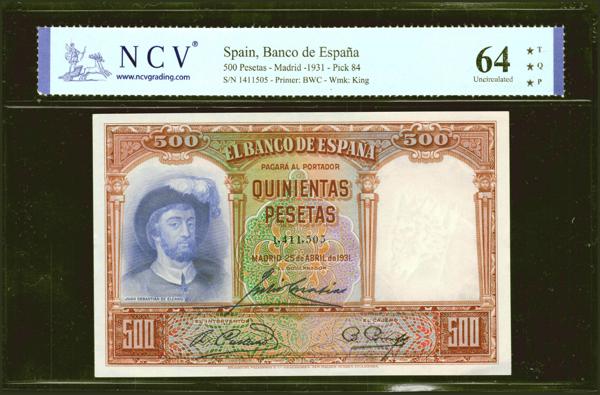 NCV®
www.ncvgrading.com
Spain, Banco de España
500 Pesetas - Madrid -1931 - Pick 84
S/N 1411505 - Printer: BWC - Wmk: King
64
Uncirculated
★ T
★ Q
★ P
500
500
EL BANCO DE ESPAÑA
PAGARÁ AL PORTADOR
QUINIENTAS
PESETAS
1,411,505
MADRID 25 de ABRIL de 1931.
EL GOBERNADOR
JUAN SEBASTIAN DE ELCANO
EL INTERVENTOR
EL CAJERO
500
500